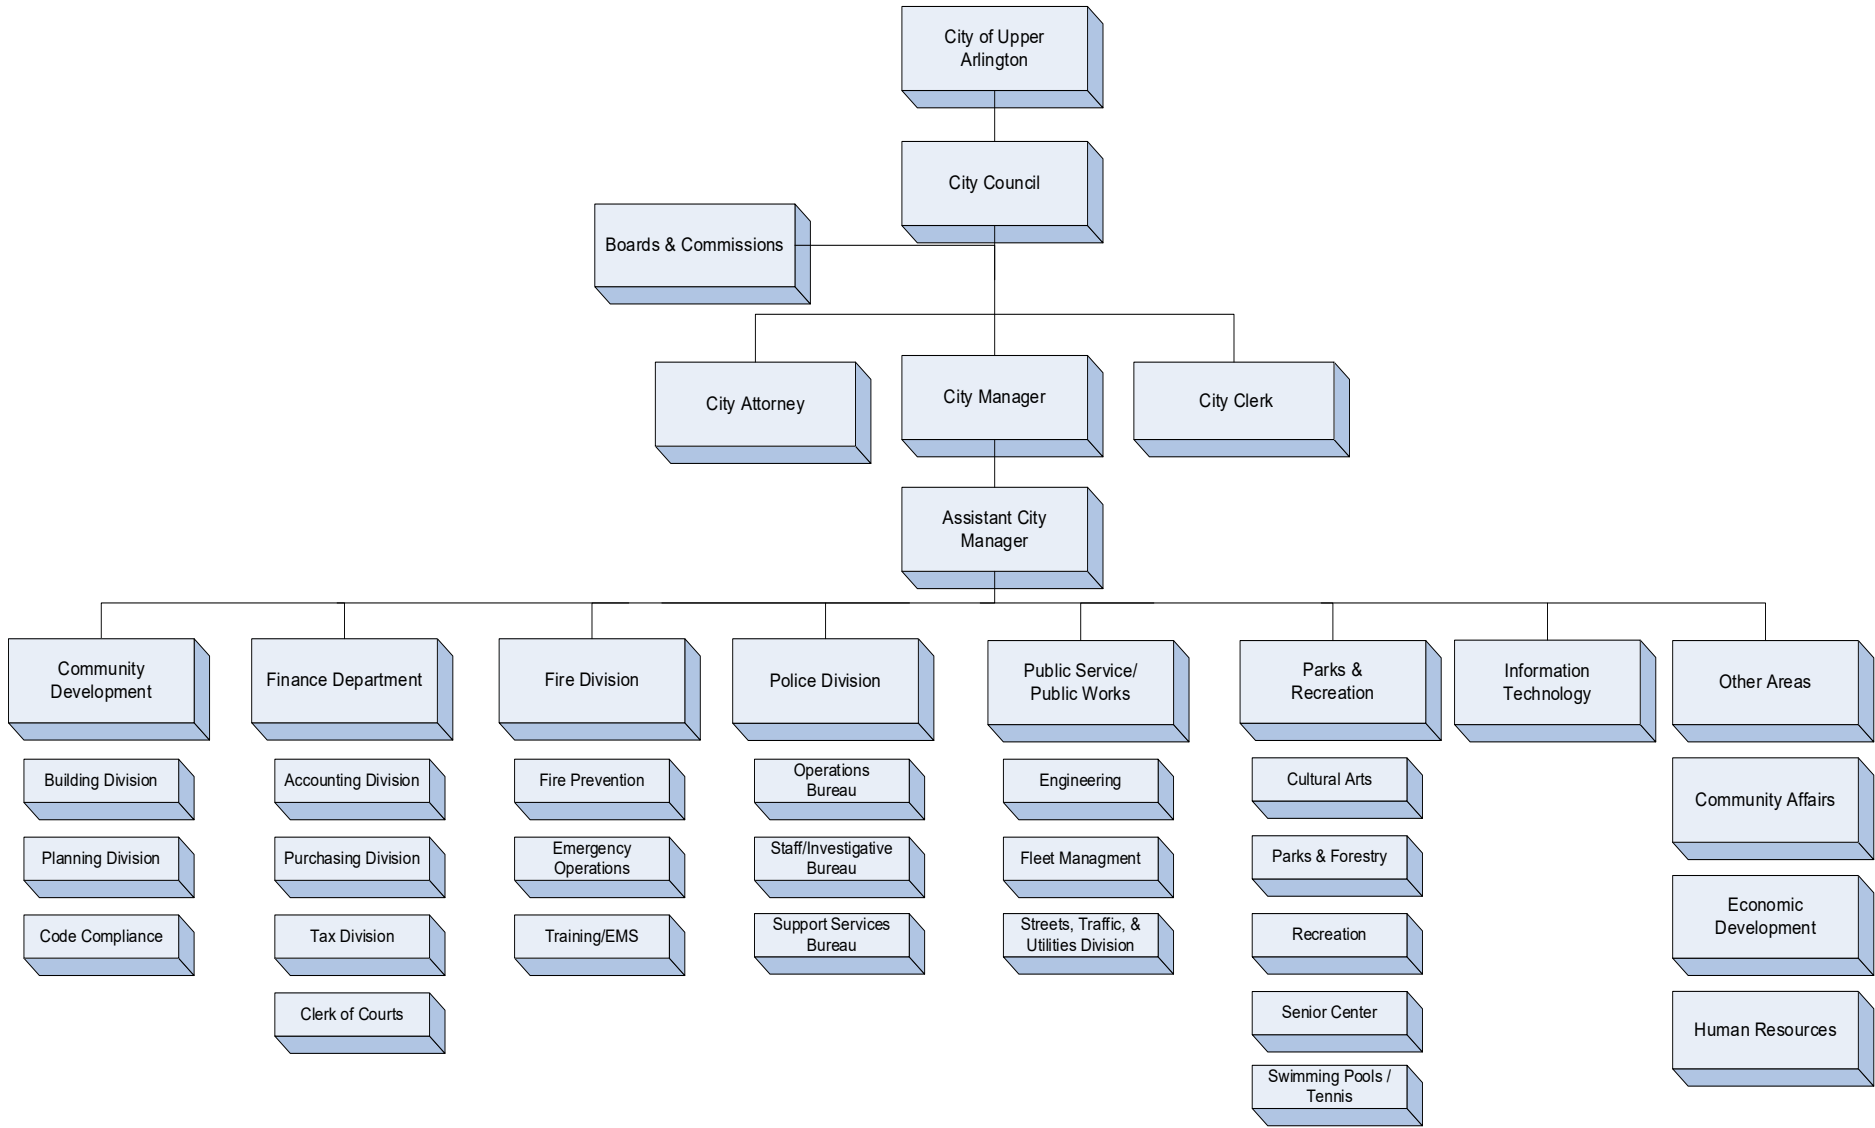 City of Upper
Arlington
City Council
Boards & Commissions
City Attorney
City Manager
City Clerk
Assistant City
Manager
Community
Development
Building Division
Planning Division
Code Compliance
Finance Department
Accounting Division
Purchasing Division
Tax Division
Clerk of Courts
Fire Division
Fire Prevention
Emergency
Operations
Training/EMS
Police Division
Operations
Bureau
Staff/Investigative
Bureau
Support Services
Bureau
Public Service/
Public Works
Engineering
Fleet Managment
Streets, Traffic, &
Utilities Division
Parks &
Recreation
Cultural Arts
Parks & Forestry
Recreation
Senior Center
Swimming Pools /
Tennis
Information
Technology
Other Areas
Community Affairs
Economic
Development
Human Resources